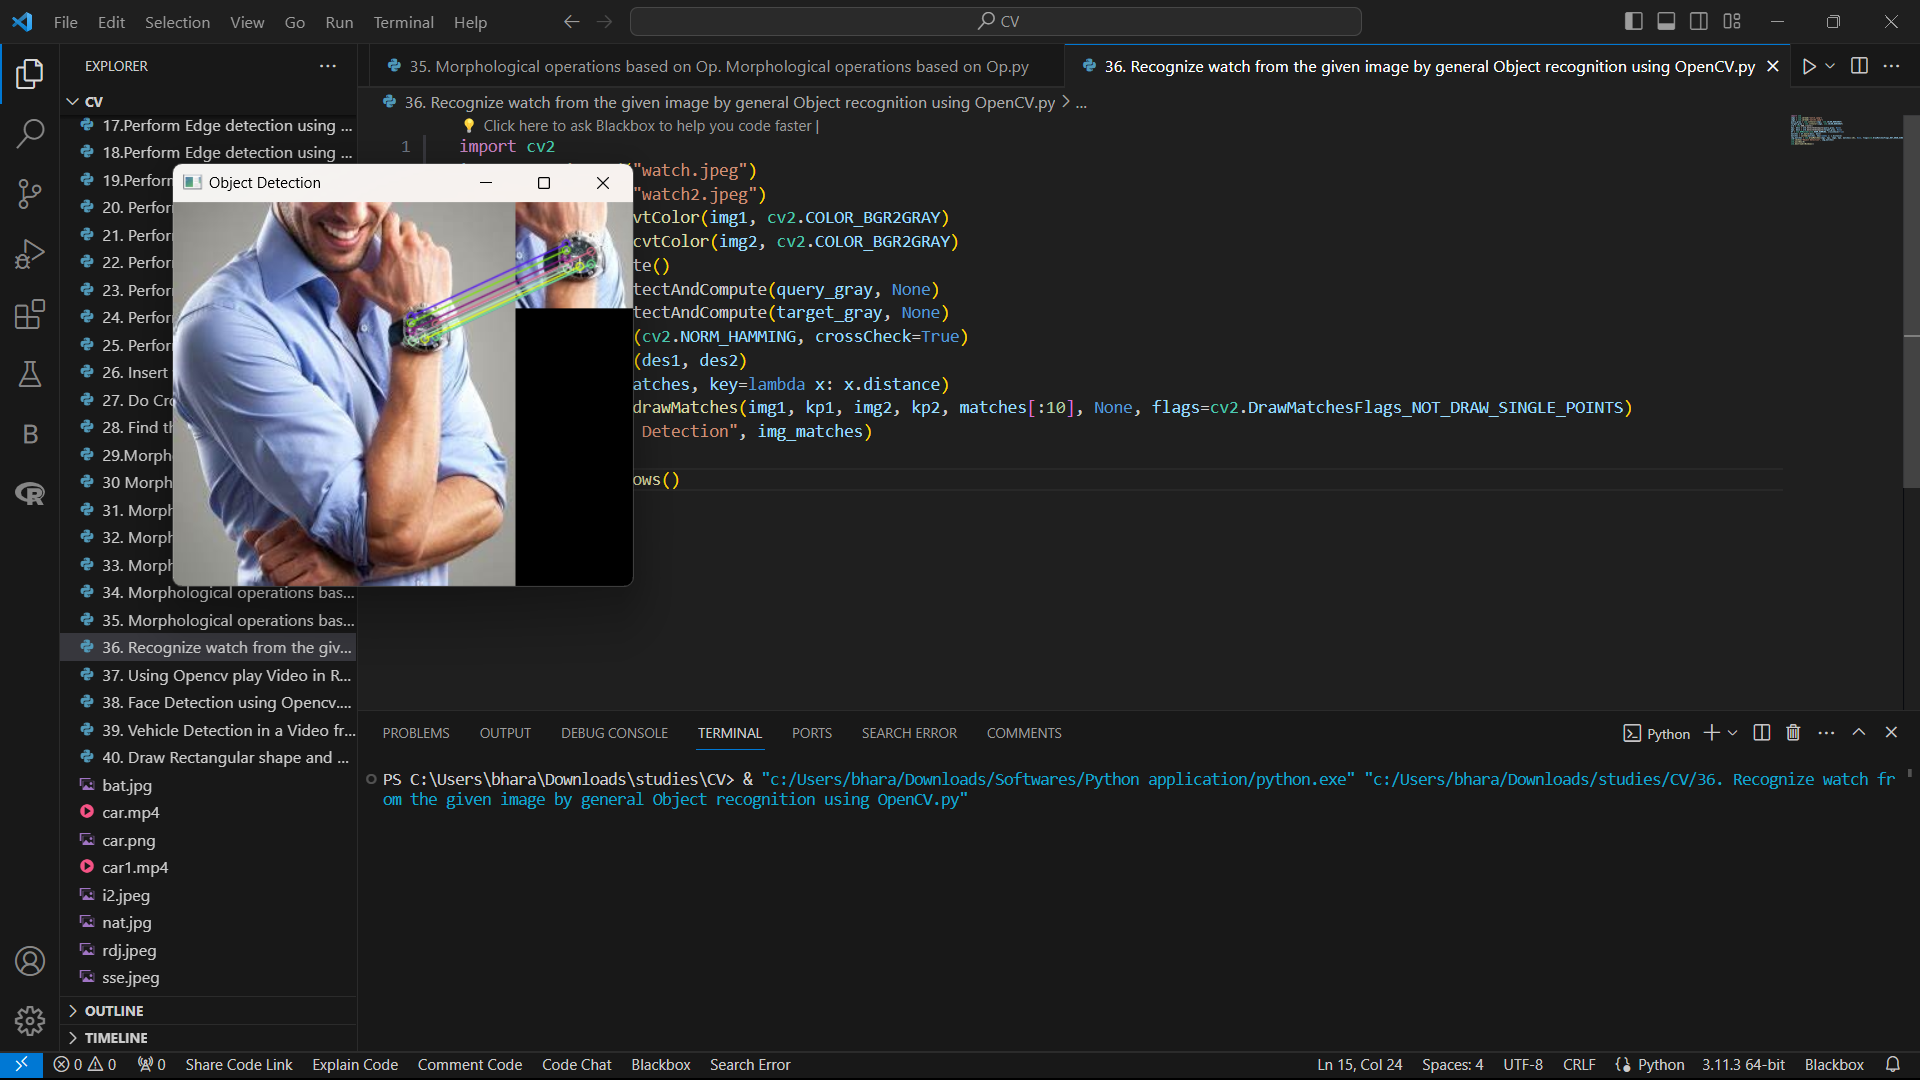 File Edit Selection View Go Run Terminal Help
CV
EXPLORER
35. Morphological operations based on Op. Morphological operations based on Op.py
36. Recognize watch from the given image by general Object recognition using OpenCV.py
CV
36. Recognize watch from the given image by general Object recognition using OpenCV.py > ...
17.Perform Edge detection using ...
18.Perform Edge detection using ...
19.Perforn
20. Perfor
21. Perfor
22. Perfor
23. Perfor
24. Perfor
25. Perfor
26. Insert
27. Do Cro
28. Find th
29.Morph
30 Morph
31. Morph
32. Morph
33. Morph
34. Morphological operations bas...
35. Morphological operations bas...
36. Recognize watch from the giv...
37. Using Opencv play Video in R...
38. Face Detection using Opencv....
39. Vehicle Detection in a Video fr...
40. Draw Rectangular shape and ...
bat.jpg
car.mp4
car.png
car1.mp4
i2.jpeg
nat.jpg
rdj.jpeg
sse.jpeg
OUTLINE
TIMELINE
Object Detection
Click here to ask Blackbox to help you code faster |
1 import cv2
"watch.jpeg")
"watch2.jpeg")
vtColor(img1, cv2.COLOR_BGR2GRAY)
cvtColor(img2, cv2.COLOR_BGR2GRAY)
te()
tectAndCompute(query_gray, None)
tectAndCompute(target_gray, None)
(cv2.NORM_HAMMING, crossCheck=True)
(des1, des2)
atches, key=lambda x: x.distance)
drawMatches(img1, kp1, img2, kp2, matches[:10], None, flags=cv2.DrawMatchesFlags_NOT_DRAW_SINGLE_POINTS)
Detection", img_matches)
ows()
PROBLEMS OUTPUT DEBUG CONSOLE TERMINAL PORTS SEARCH ERROR COMMENTS
Python
PS C:\Users\bhara\Downloads\studies\CV> & "c:/Users/bhara/Downloads/Softwares/Python application/python.exe" "c:/Users/bhara/Downloads/studies/CV/36. Recognize watch fr
om the given image by general Object recognition using OpenCV.py"
0 0 0 Share Code Link Explain Code Comment Code Code Chat Blackbox Search Error
Ln 15, Col 24 Spaces: 4 UTF-8 CRLF Python 3.11.3 64-bit Blackbox